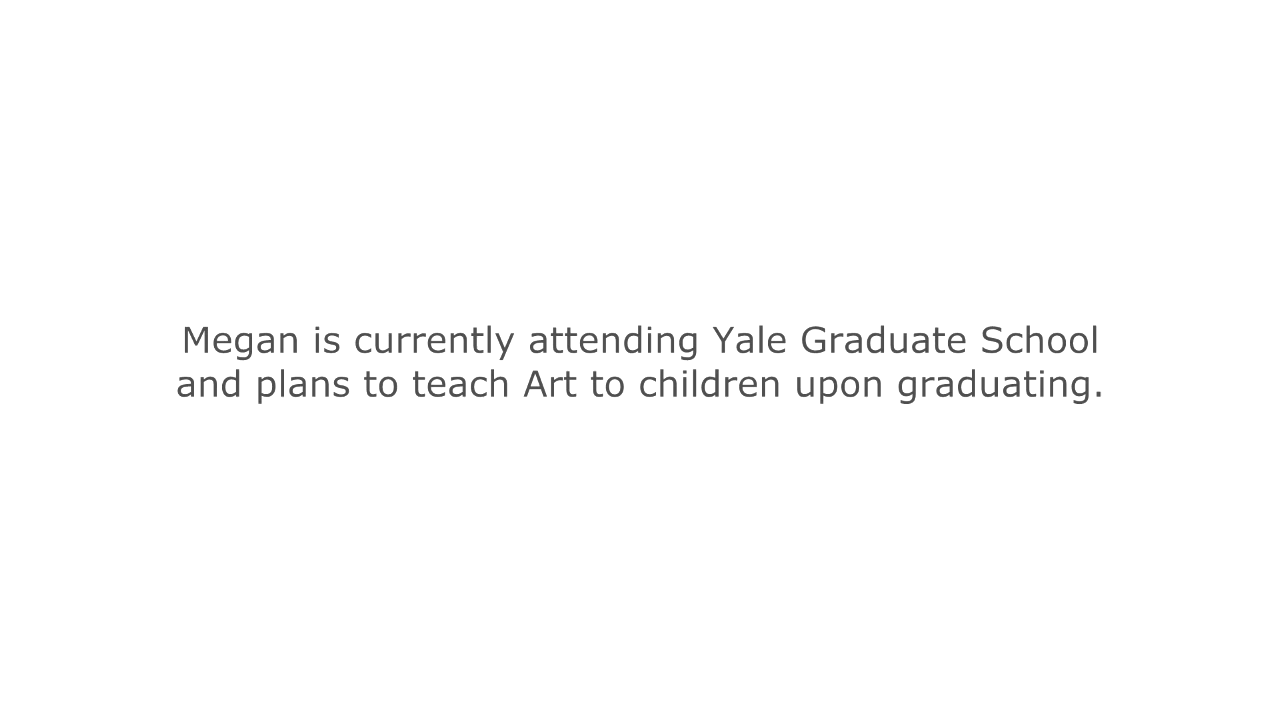 Megan is currently attending Yale Graduate School
and plans to teach Art to children upon graduating.